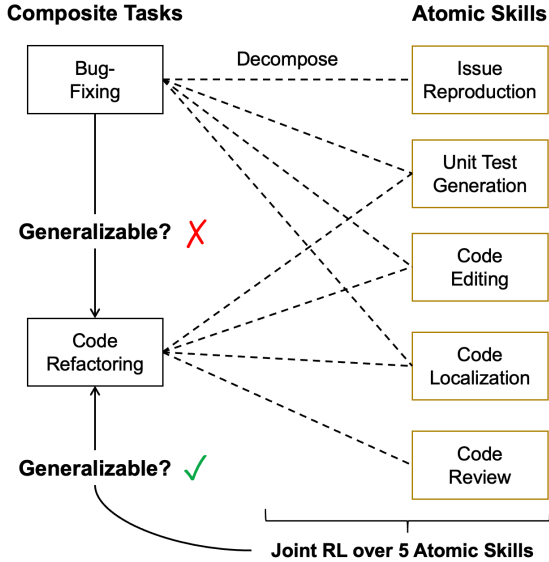 Composite Tasks
Atomic Skills
Bug-
Fixing
Decompose
Issue
Reproduction
Unit Test
Generation
Generalizable?
Code
Editing
Code
Refactoring
Code
Localization
Generalizable?
Code
Review
Joint RL over 5 Atomic Skills